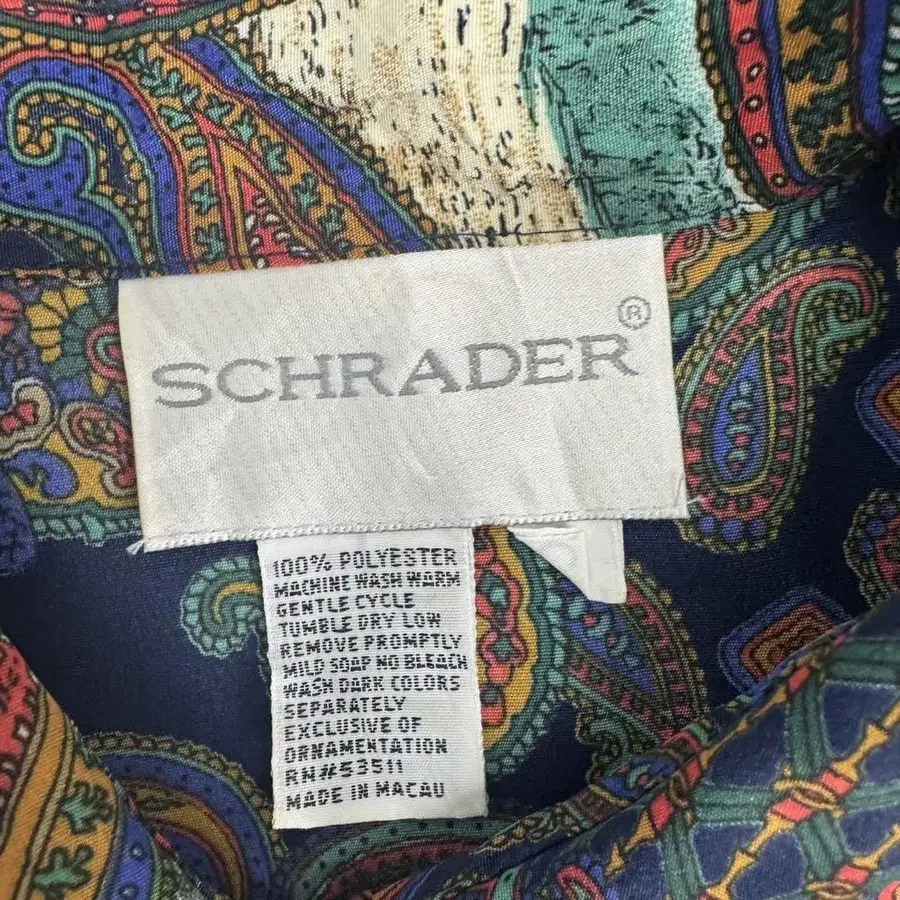 SCHRADER®
100% POLYESTER
MACHINE WASH WARM
GENTLE CYCLE
TUMBLE DRY LOW
REMOVE PROMPTLY
MILD SOAP NO BLEACH
WASH DARK COLORS
SEPARATELY
EXCLUSIVE OF
ORNAMENTATION
RN#53511
MADE IN MACAU